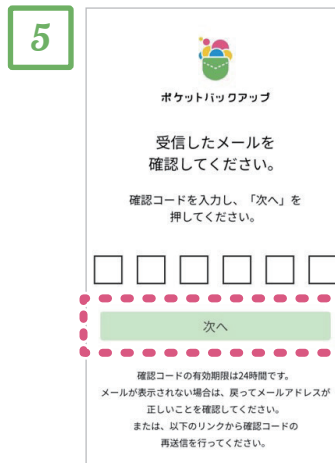 5
ポケットバックアップ
受信したメールを
確認してください。
確認コードを入力し、「次へ」を
押してください。
次へ
確認コードの有効期限は24時間です。
メールが表示されない場合は、戻ってメールアドレスが
正しいことを確認してください。
または、以下のリンクから確認コードの
再送信を行ってください。